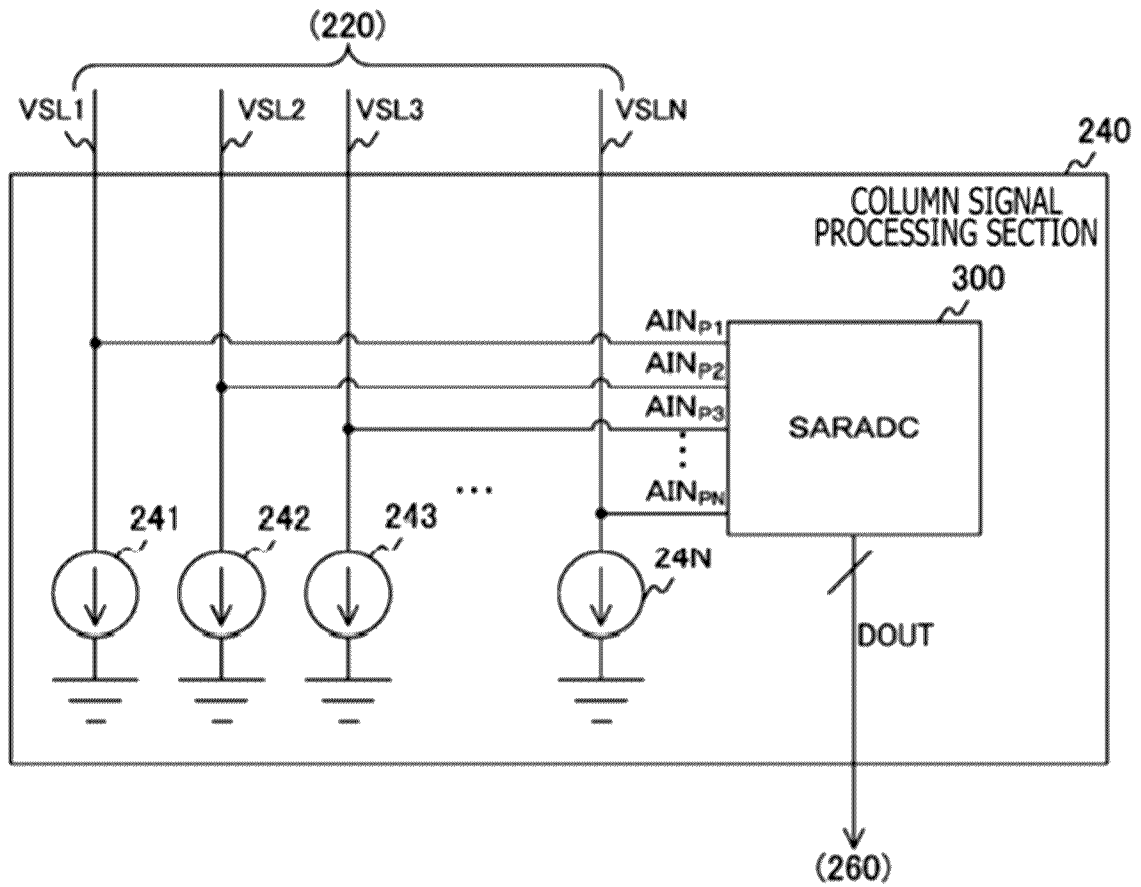 (220)
VSL1 VSL2 VSL3 VSLN
240
COLUMN SIGNAL
PROCESSING SECTION
300
AINP1
AINP2
AINP3
SARADC
...
AINPN
241 242 243 24N
DOUT
(260)